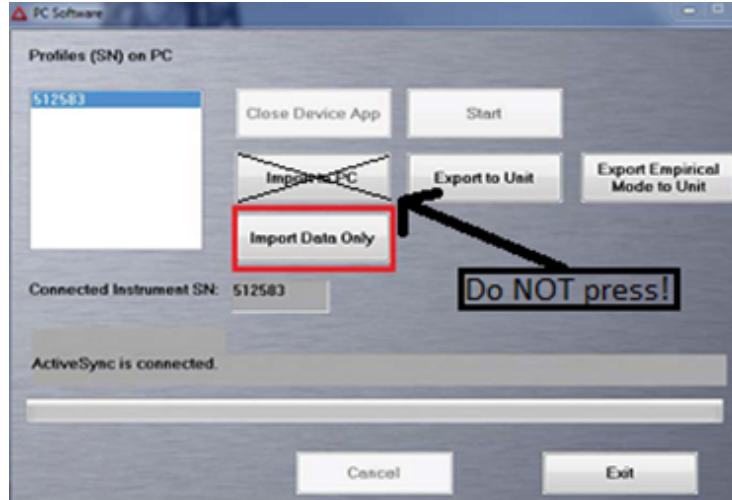 PC Software
Profiles (SN) on PC
512583
Close Device App
Start
Import to PC
Export to Unit
Export Empirical
Mode to Unit
Import Data Only
Connected Instrument SN:
512583
Do NOT press!
ActiveSync is connected.
Cancel
Exit